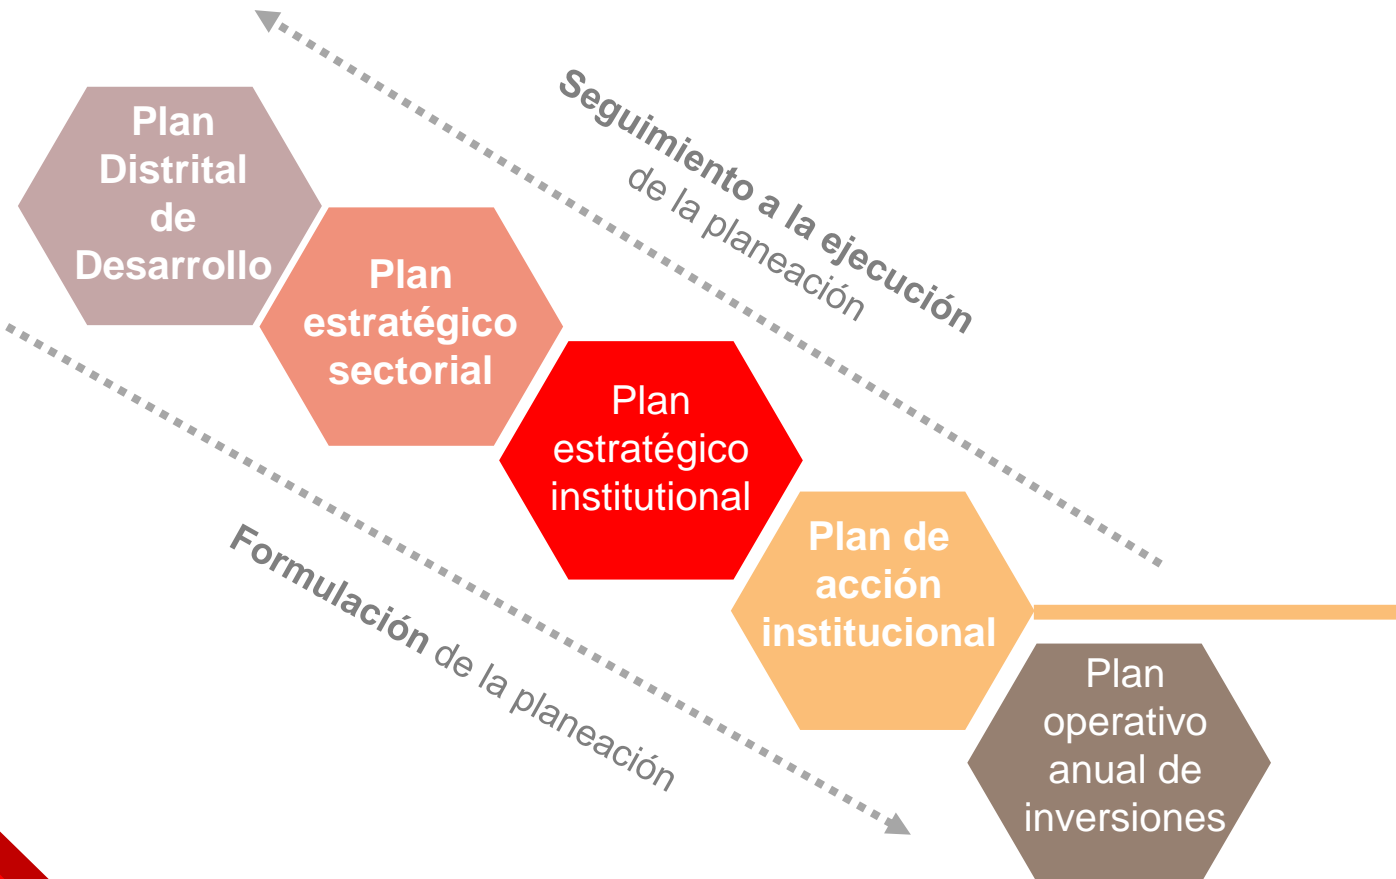 Plan
Distrital
de
Desarrollo
Seguimiento a la ejecución
de la planeación
Plan
estratégico
sectorial
Plan
estratégico
institutional
Formulación de la planeación
Plan de
acción
institucional
Plan
operativo
anual de
inversiones